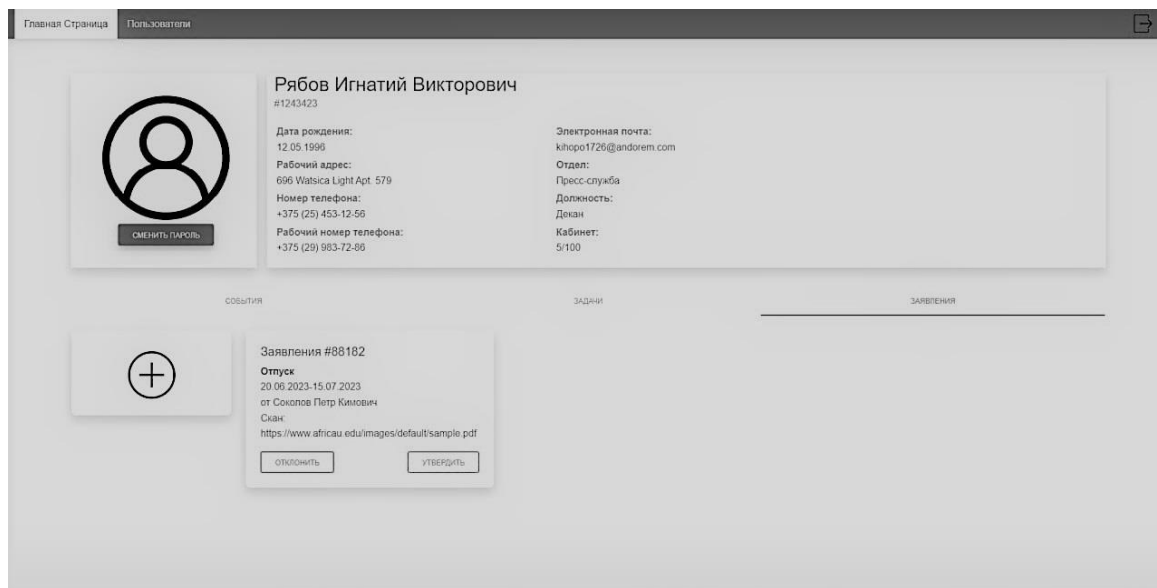 Главная Страница Пользователи
Рябов Игнатий Викторович
#1243423
Дата рождения:
12.05.1996
Рабочий адрес:
696 Watsica Light Apt. 579
Номер телефона:
+375 (25) 453-12-56
Рабочий номер телефона:
+375 (29) 983-72-86
Электронная почта:
kihopo1726@andorem.com
Отдел:
Пресс-служба
Должность:
Декан
Кабинет:
5/100
СМЕНИТЬ ПАРОЛЬ
СОБЫТИЯ ЗАДАЧИ ЗАЯВЛЕНИЯ
Заявления #88182
Отпуск
20.06.2023-15.07.2023
от Соколов Петр Кимович
Скан:
https://www.africau.edu/images/default/sample.pdf
ОТКЛОНИТЬ УТВЕРДИТЬ